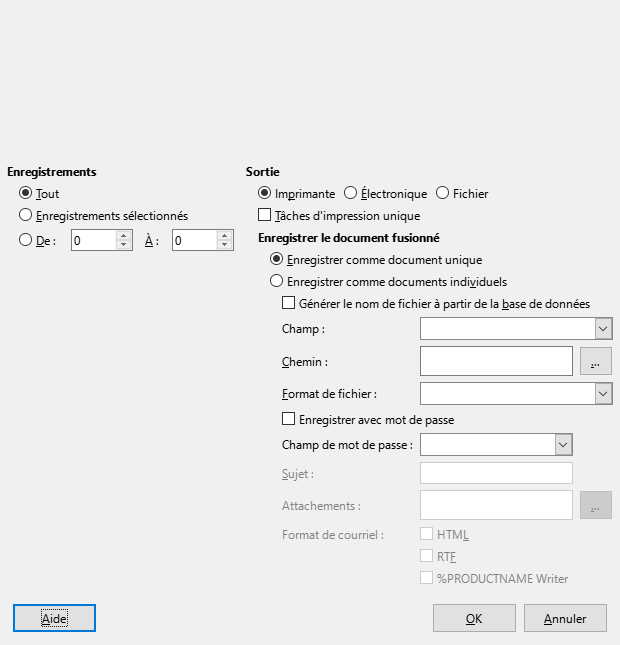 Enregistrements
Tout
Enregistrements sélectionnés
De : 0 À : 0
Sortie
Imprimante Électronique Fichier
Tâches d'impression unique
Enregistrer le document fusionné
Enregistrer comme document unique
Enregistrer comme documents individuels
Générer le nom de fichier à partir de la base de données
Champ :
Chemin : ...
Format de fichier :
Enregistrer avec mot de passe
Champ de mot de passe :
Sujet :
Attachements : ...
Format de courriel : HTML
RTF
%PRODUCTNAME Writer
Aide OK Annuler